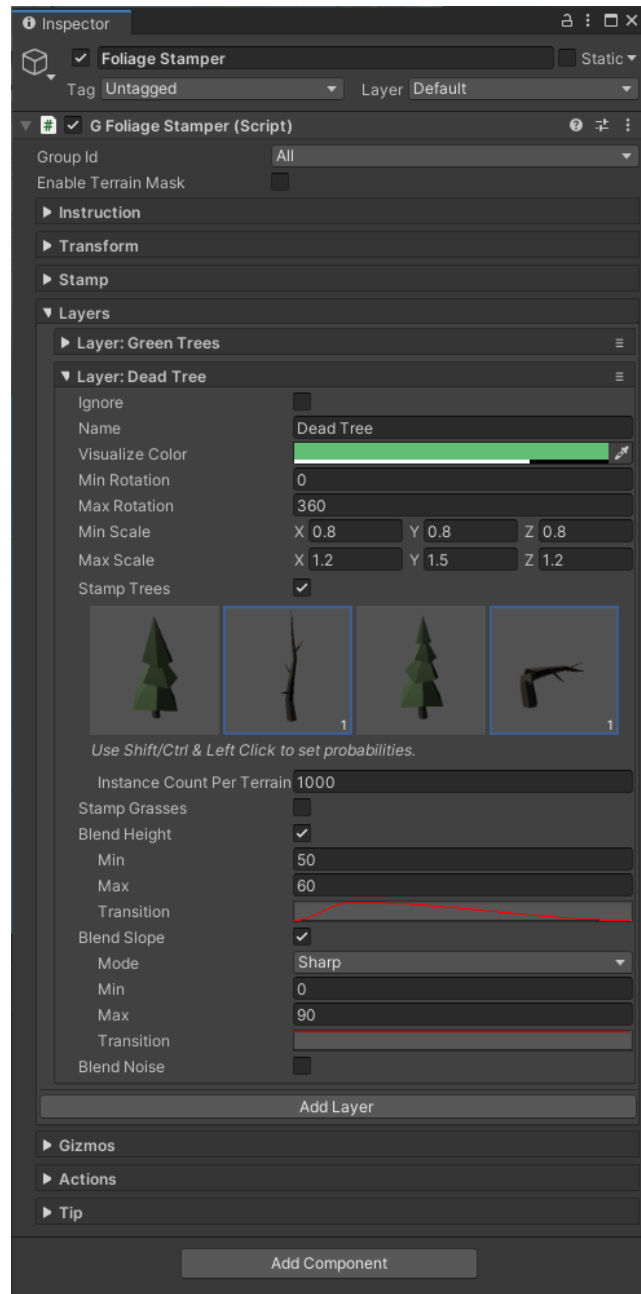 Inspector
Foliage Stamper Static
Tag Untagged Layer Default
# G Foliage Stamper (Script)
Group Id All
Enable Terrain Mask
Instruction
Transform
Stamp
Layers
Layer: Green Trees
Layer: Dead Tree
Ignore
Name Dead Tree
Visualize Color
Min Rotation 0
Max Rotation 360
Min Scale X 0.8 Y 0.8 Z 0.8
Max Scale X 1.2 Y 1.5 Z 1.2
Stamp Trees
1 1
Use Shift/Ctrl & Left Click to set probabilities.
Instance Count Per Terrain 1000
Stamp Grasses
Blend Height
Min 50
Max 60
Transition
Blend Slope
Mode Sharp
Min 0
Max 90
Transition
Blend Noise
Add Layer
Gizmos
Actions
Tip
Add Component